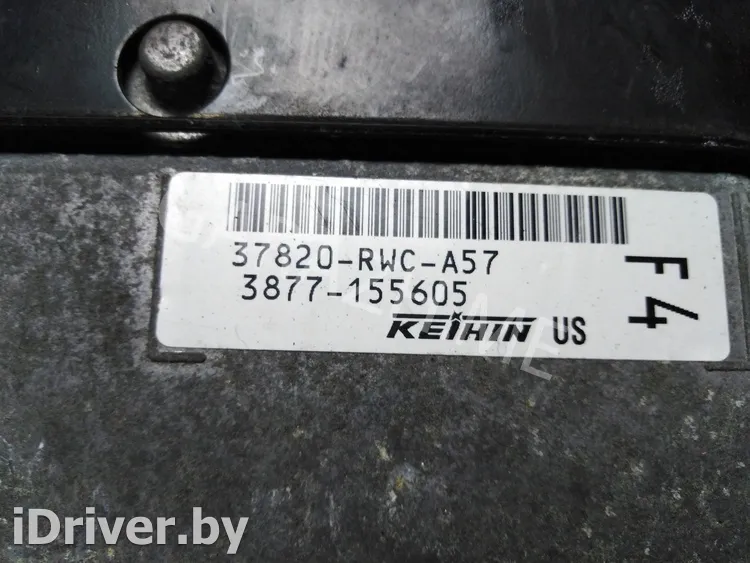 37820-RWC-A57
3877-155605
KEIHIN US
F4
iDriver.by